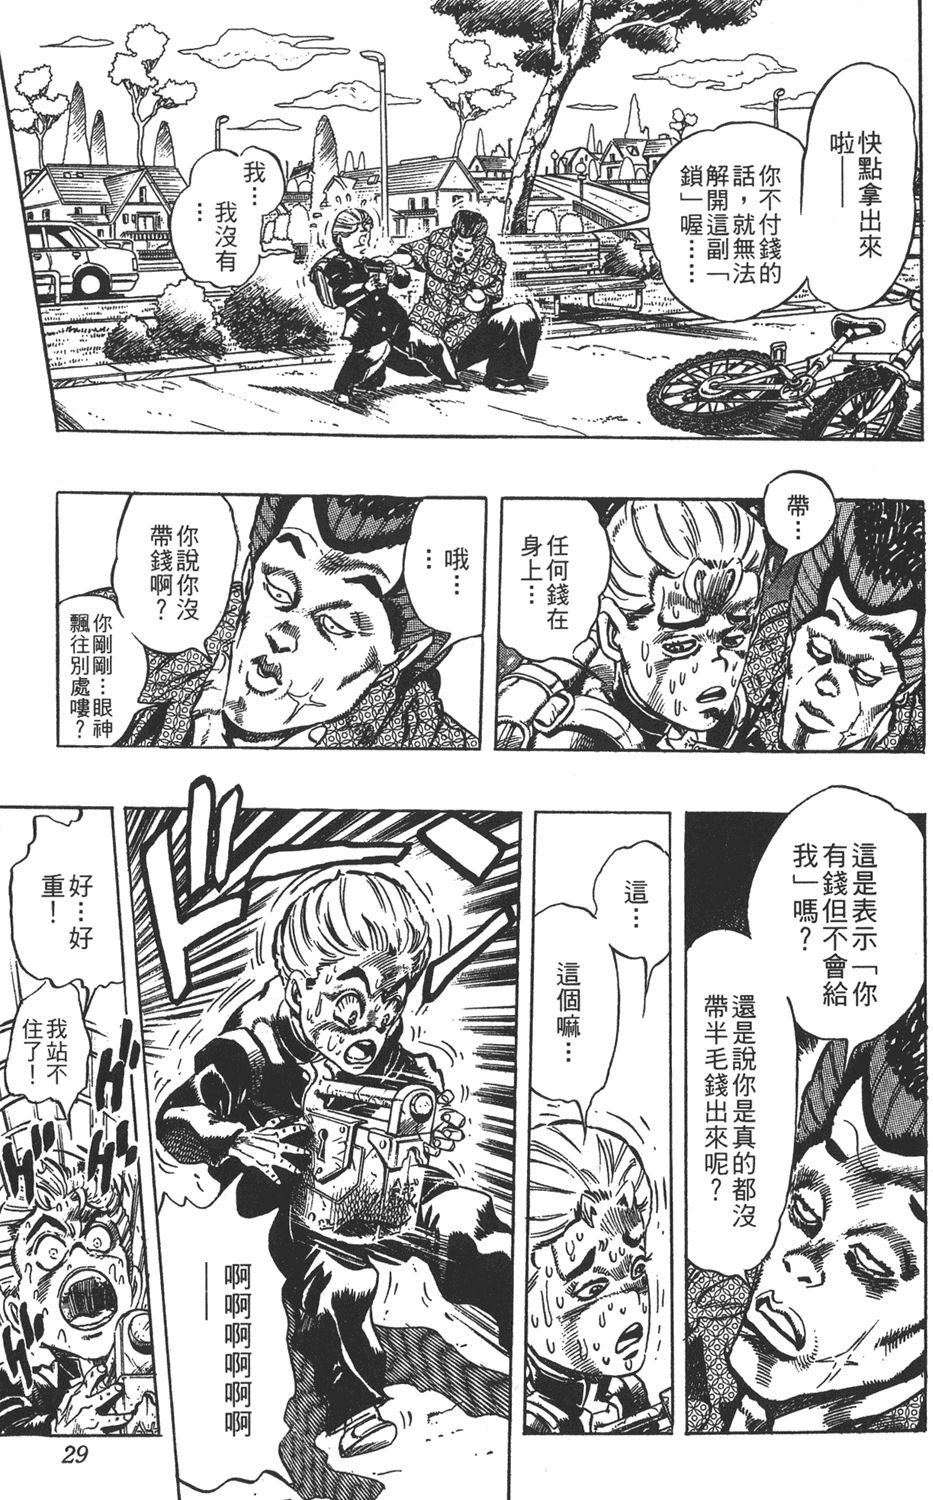 快點拿出來
啦——
你不付錢的
話，就無法
解開這副「
鎖」喔……
我…
…
我沒有
帶…
任何錢在
身上…
哦…
…
你說你沒
帶錢啊？
你剛剛…眼神
飄往別處嘍？
這是表示「你
有錢但不會給
我」嗎？
還是說你是真的都沒
帶半毛錢出來呢？
這…
這個嘛…
啊啊啊啊啊啊
——
好…好
重！
我站不
住了！
29